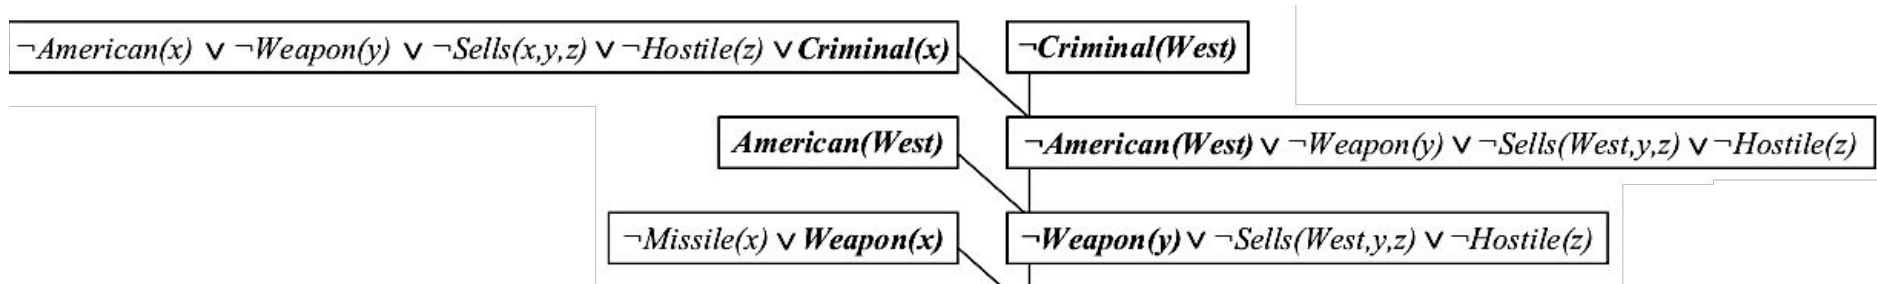 ¬American(x) ∨ ¬Weapon(y) ∨ ¬Sells(x,y,z) ∨ ¬Hostile(z) ∨ Criminal(x) ¬Criminal(West)
American(West) ¬American(West) ∨ ¬Weapon(y) ∨ ¬Sells(West,y,z) ∨ ¬Hostile(z)
¬Missile(x) ∨ Weapon(x) ¬Weapon(y) ∨ ¬Sells(West,y,z) ∨ ¬Hostile(z)